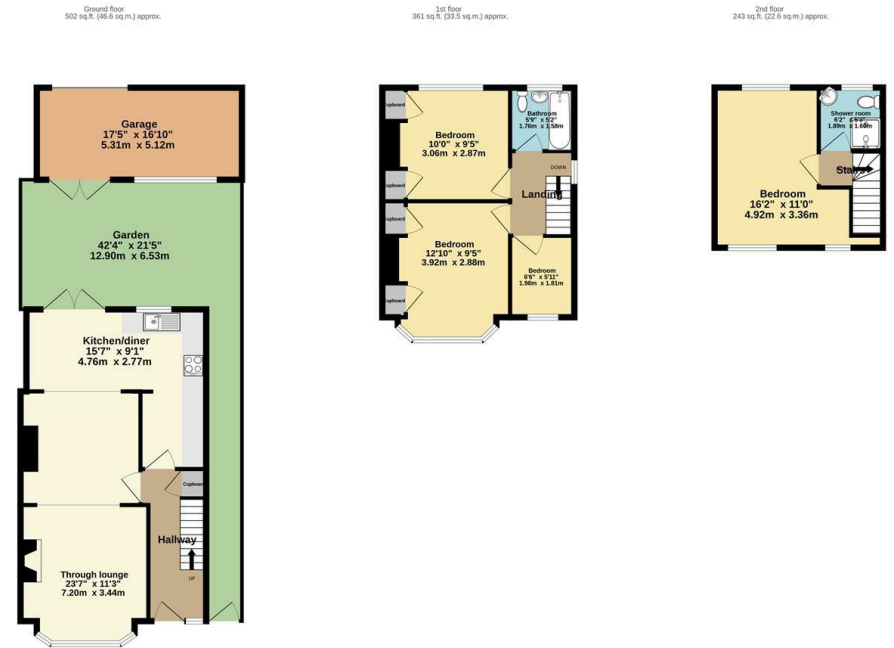 Ground floor
502 sq.ft. (46.6 sq.m.) approx.
1st floor
361 sq.ft. (33.5 sq.m.) approx.
2nd floor
243 sq.ft. (22.6 sq.m.) approx.
Garage
17'5" x 16'10"
5.31m x 5.12m
Garden
42'4" x 21'5"
12.90m x 6.53m
Kitchen/diner
15'7" x 9'1"
4.76m x 2.77m
Cupboard
Hallway
UP
Through lounge
23'7" x 11'3"
7.20m x 3.44m
Cupboard
Bedroom
10'0" x 9'5"
3.06m x 2.87m
Bathroom
5'9" x 5'2"
1.76m x 1.58m
DOWN
Landing
Cupboard
Cupboard
Bedroom
12'10" x 9'5"
3.92m x 2.88m
Bedroom
6'6" x 5'11"
1.98m x 1.81m
Cupboard
Shower room
6'2" x
1.89m x 1.60m
Stairs
Bedroom
16'2" x 11'0"
4.92m x 3.36m